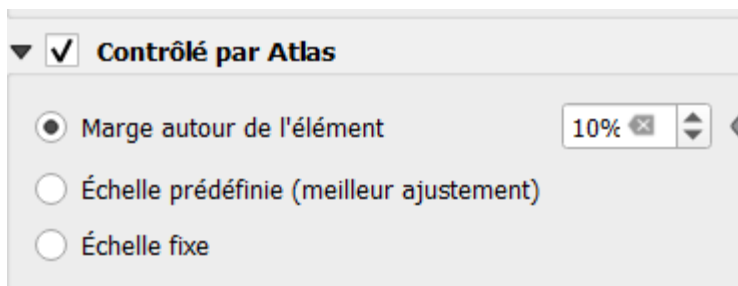 Contrôlé par Atlas
Marge autour de l'élément 10%
Échelle prédéfinie (meilleur ajustement)
Échelle fixe